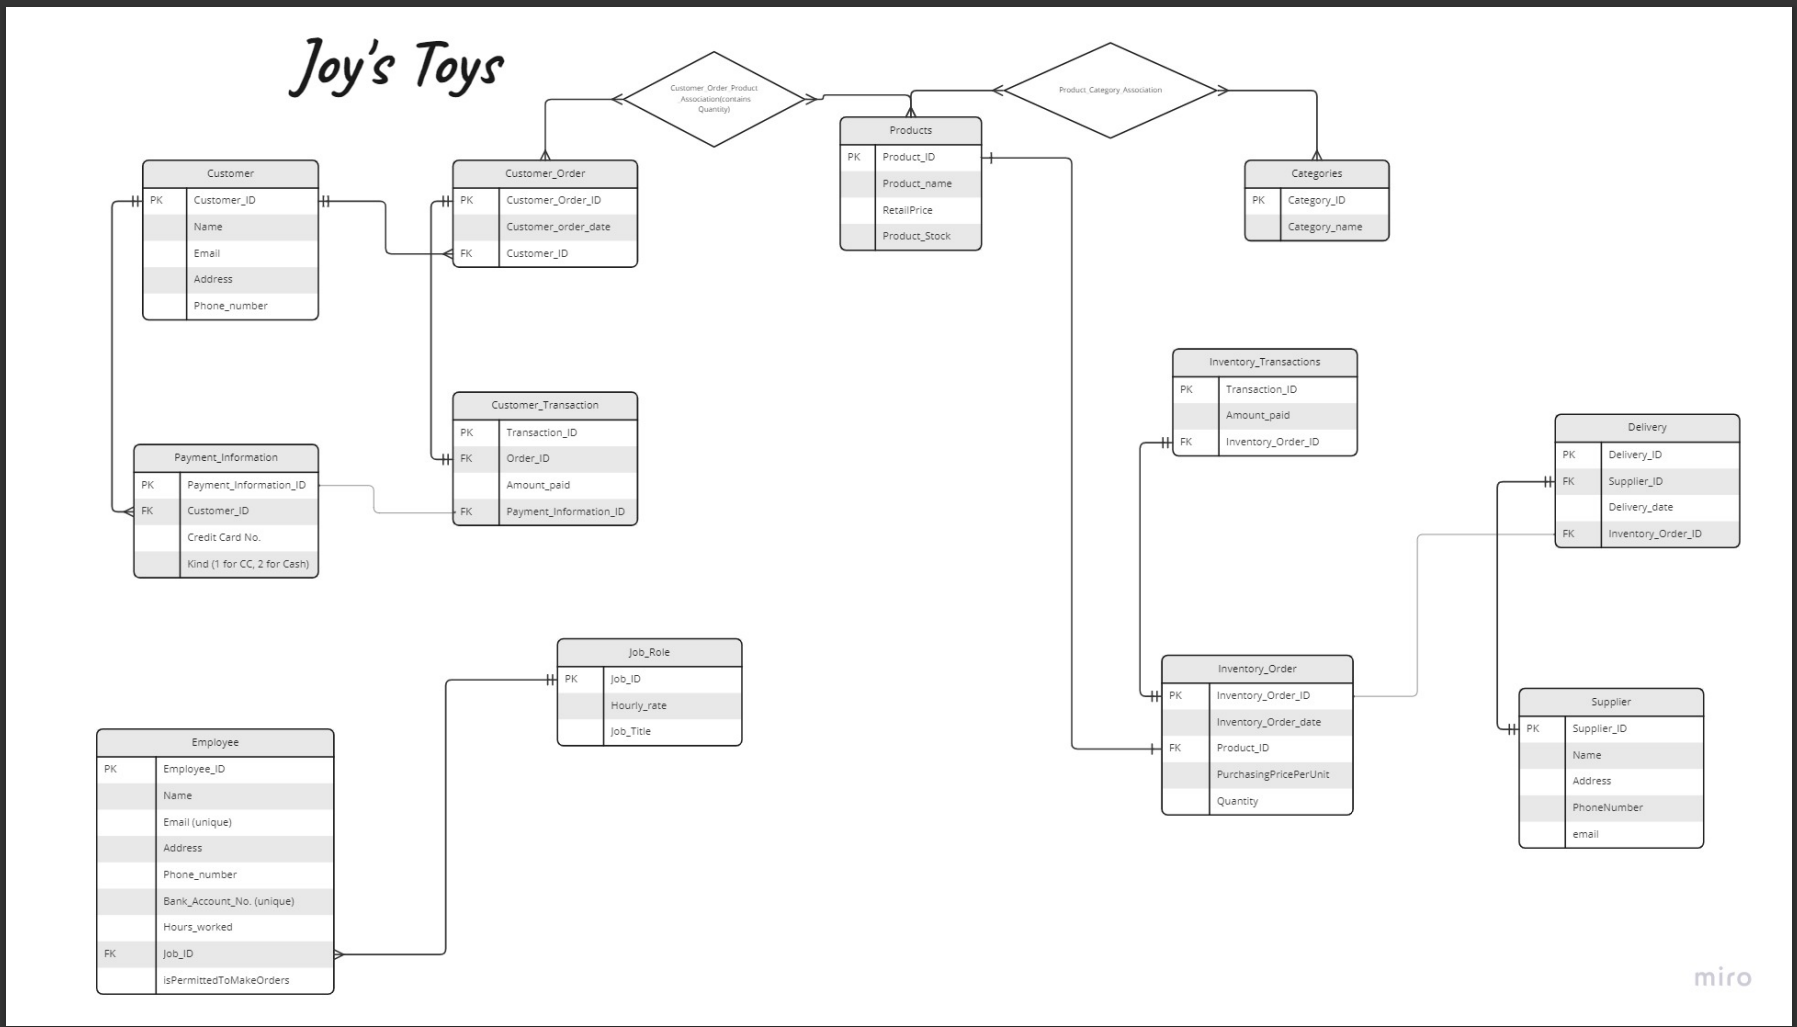 Joy's Toys
Customer_Order_Product
_Association(contains
Quantity)
Product_Category_Association
Customer
PK Customer_ID
Name
Email
Address
Phone_number
Customer_Order
PK Customer_Order_ID
Customer_order_date
FK Customer_ID
Products
PK Product_ID
Product_name
RetailPrice
Product_Stock
Categories
PK Category_ID
Category_name
Payment_Information
PK Payment_Information_ID
FK Customer_ID
Credit Card No.
Kind (1 for CC, 2 for Cash)
Customer_Transaction
PK Transaction_ID
FK Order_ID
Amount_paid
FK Payment_Information_ID
Inventory_Transactions
PK Transaction_ID
Amount_paid
FK Inventory_Order_ID
Delivery
PK Delivery_ID
FK Supplier_ID
Delivery_date
FK Inventory_Order_ID
Job_Role
PK Job_ID
Hourly_rate
Job_Title
Employee
PK Employee_ID
Name
Email (unique)
Address
Phone_number
Bank_Account_No. (unique)
Hours_worked
FK Job_ID
isPermittedToMakeOrders
Inventory_Order
PK Inventory_Order_ID
Inventory_Order_date
FK Product_ID
PurchasingPricePerUnit
Quantity
Supplier
PK Supplier_ID
Name
Address
PhoneNumber
email
miro